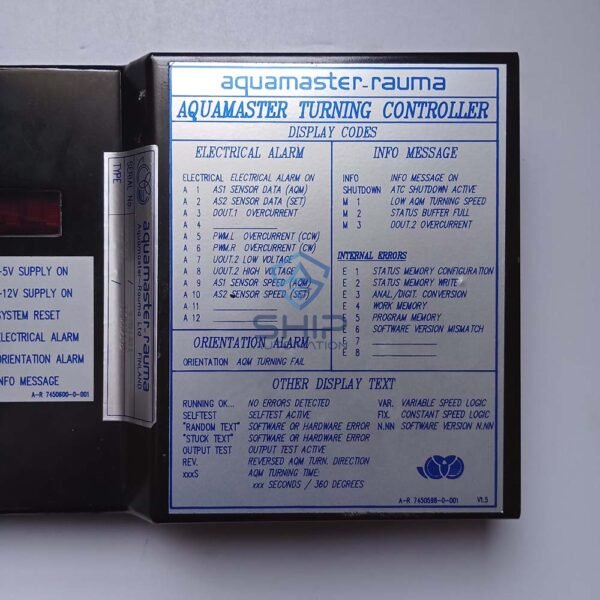 aquamaster-rauma
AQUAMASTER TURNING CONTROLLER
DISPLAY CODES
ELECTRICAL ALARM
ELECTRICAL ELECTRICAL ALARM ON
A 1 AS1 SENSOR DATA (AQM)
A 2 AS2 SENSOR DATA (SET)
A 3 DOUT.1 OVERCURRENT
A 4
A 5 PWM.L OVERCURRENT (CCW)
A 6 PWM.R OVERCURRENT (CW)
A 7 UOUT.2 LOW VOLTAGE
A 8 UOUT.2 HIGH VOLTAGE
A 9 AS1 SENSOR SPEED (AQM)
A 10 AS2 SENSOR SPEED (SET)
A 11
A 12
ORIENTATION ALARM
ORIENTATION AQM TURNING FAIL
INFO MESSAGE
INFO INFO MESSAGE ON
SHUTDOWN ATC SHUTDOWN ACTIVE
M 1 LOW AQM TURNING SPEED
M 2 STATUS BUFFER FULL
M 3 DOUT.2 OVERCURRENT
INTERNAL ERRORS
E 1 STATUS MEMORY CONFIGURATION
E 2 STATUS MEMORY WRITE
E 3 ANAL./DIGIT. CONVERSION
E 4 WORK MEMORY
E 5 PROGRAM MEMORY
E 6 SOFTWARE VERSION MISMATCH
E 7
E 8
OTHER DISPLAY TEXT
RUNNING OK... NO ERRORS DETECTED
SELFTEST SELFTEST ACTIVE
"RANDOM TEXT" SOFTWARE OR HARDWARE ERROR
"STUCK TEXT" SOFTWARE OR HARDWARE ERROR
OUTPUT TEST OUTPUT TEST ACTIVE
REV. REVERSED AQM TURN. DIRECTION
xxxS AQM TURNING TIME:
xxx SECONDS / 360 DEGREES
VAR. VARIABLE SPEED LOGIC
FIX. CONSTANT SPEED LOGIC
N.NN SOFTWARE VERSION N.NN
A-R 7450598-0-001 V1.5
SHIP
AUTOMATION
aquamaster-rauma
Aquamaster-Rauma Ltd FINLAND
SERIAL No. /
TYPE /
5V SUPPLY ON
12V SUPPLY ON
SYSTEM RESET
ELECTRICAL ALARM
ORIENTATION ALARM
INFO MESSAGE
A-R 7450600-0-001